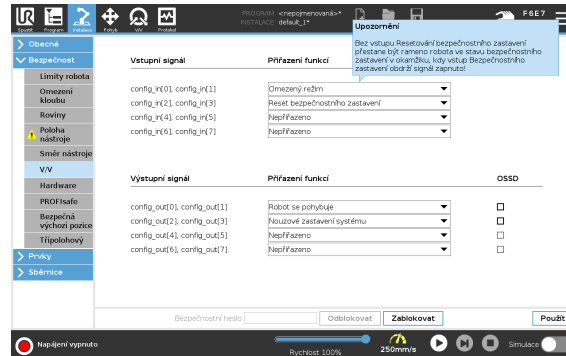 PROGRAM <nepojmenovaná>*
INSTALACE default_1*
F6E7
Spustit Program Instalace Pohyb V/V Protokol
Upozornění
Bez vstupu Resetování bezpečnostního zastavení
přestane být rameno robota ve stavu bezpečnostního
zastavení v okamžiku, kdy vstup Bezpečnostního
zastavení obdrží signál zapnuto!
Obecné
Bezpečnost
Limity robota
Omezení
kloubu
Roviny
Poloha
nástroje
Směr nástroje
V/V
Hardware
PROFIsafe
Bezpečná
výchozí pozice
Třípolohový
Prvky
Sběrnice
Vstupní signál Přiřazení funkcí
config_in[0], config_in[1] Omezený režim
config_in[2], config_in[3] Reset bezpečnostního zastavení
config_in[4], config_in[5] Nepřiřazeno
config_in[6], config_in[7] Nepřiřazeno
Výstupní signál Přiřazení funkcí OSSD
config_out[0], config_out[1] Robot se pohybuje
config_out[2], config_out[3] Nouzové zastavení systému
config_out[4], config_out[5] Nepřiřazeno
config_out[6], config_out[7] Nepřiřazeno
Bezpečnostní heslo Odblokovat Zablokovat Použít
Napájení vypnuto
Rychlost 100%
250mm/s
Simulace